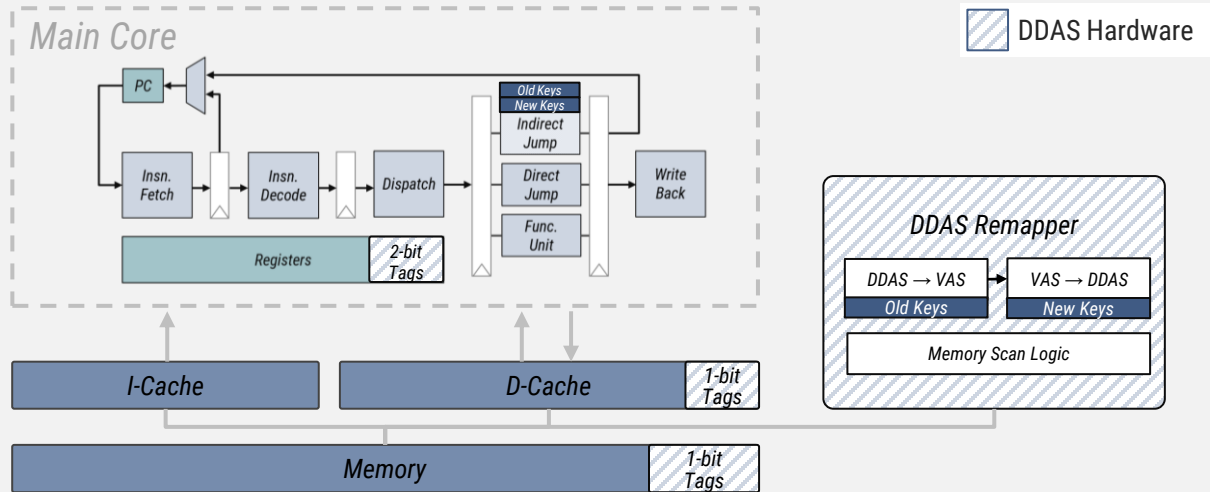 Main Core
DDAS Hardware
PC
Old Keys
New Keys
Indirect
Jump
Insn.
Fetch
Insn.
Decode
Dispatch
Direct
Jump
Write
Back
Func.
Unit
Registers
2-bit
Tags
DDAS Remapper
DDAS → VAS
VAS → DDAS
Old Keys
New Keys
Memory Scan Logic
I-Cache
D-Cache
1-bit
Tags
Memory
1-bit
Tags